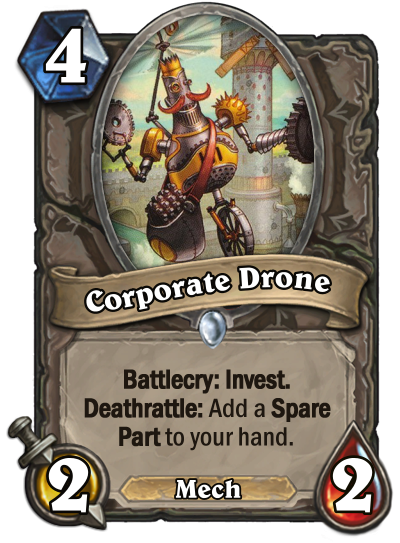 4
Corporate Drone
Battlecry: Invest.
Deathrattle: Add a Spare
Part to your hand.
2
Mech
2